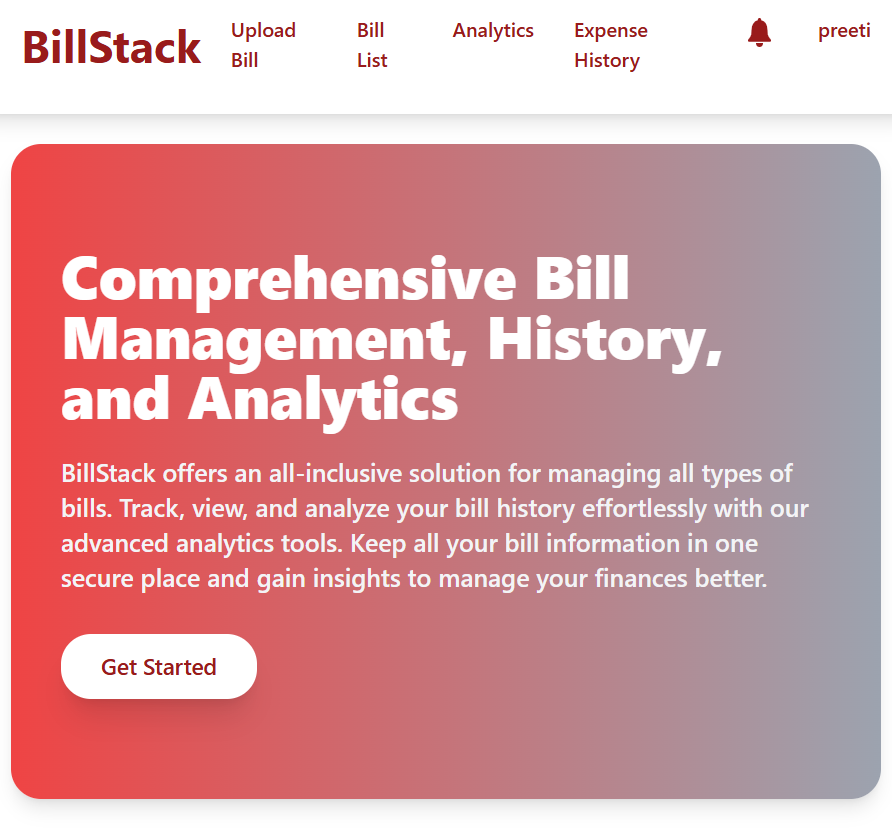 BillStack
Upload
Bill
Bill
List
Analytics
Expense
History
preeti
Comprehensive Bill
Management, History,
and Analytics
BillStack offers an all-inclusive solution for managing all types of
bills. Track, view, and analyze your bill history effortlessly with our
advanced analytics tools. Keep all your bill information in one
secure place and gain insights to manage your finances better.
Get Started